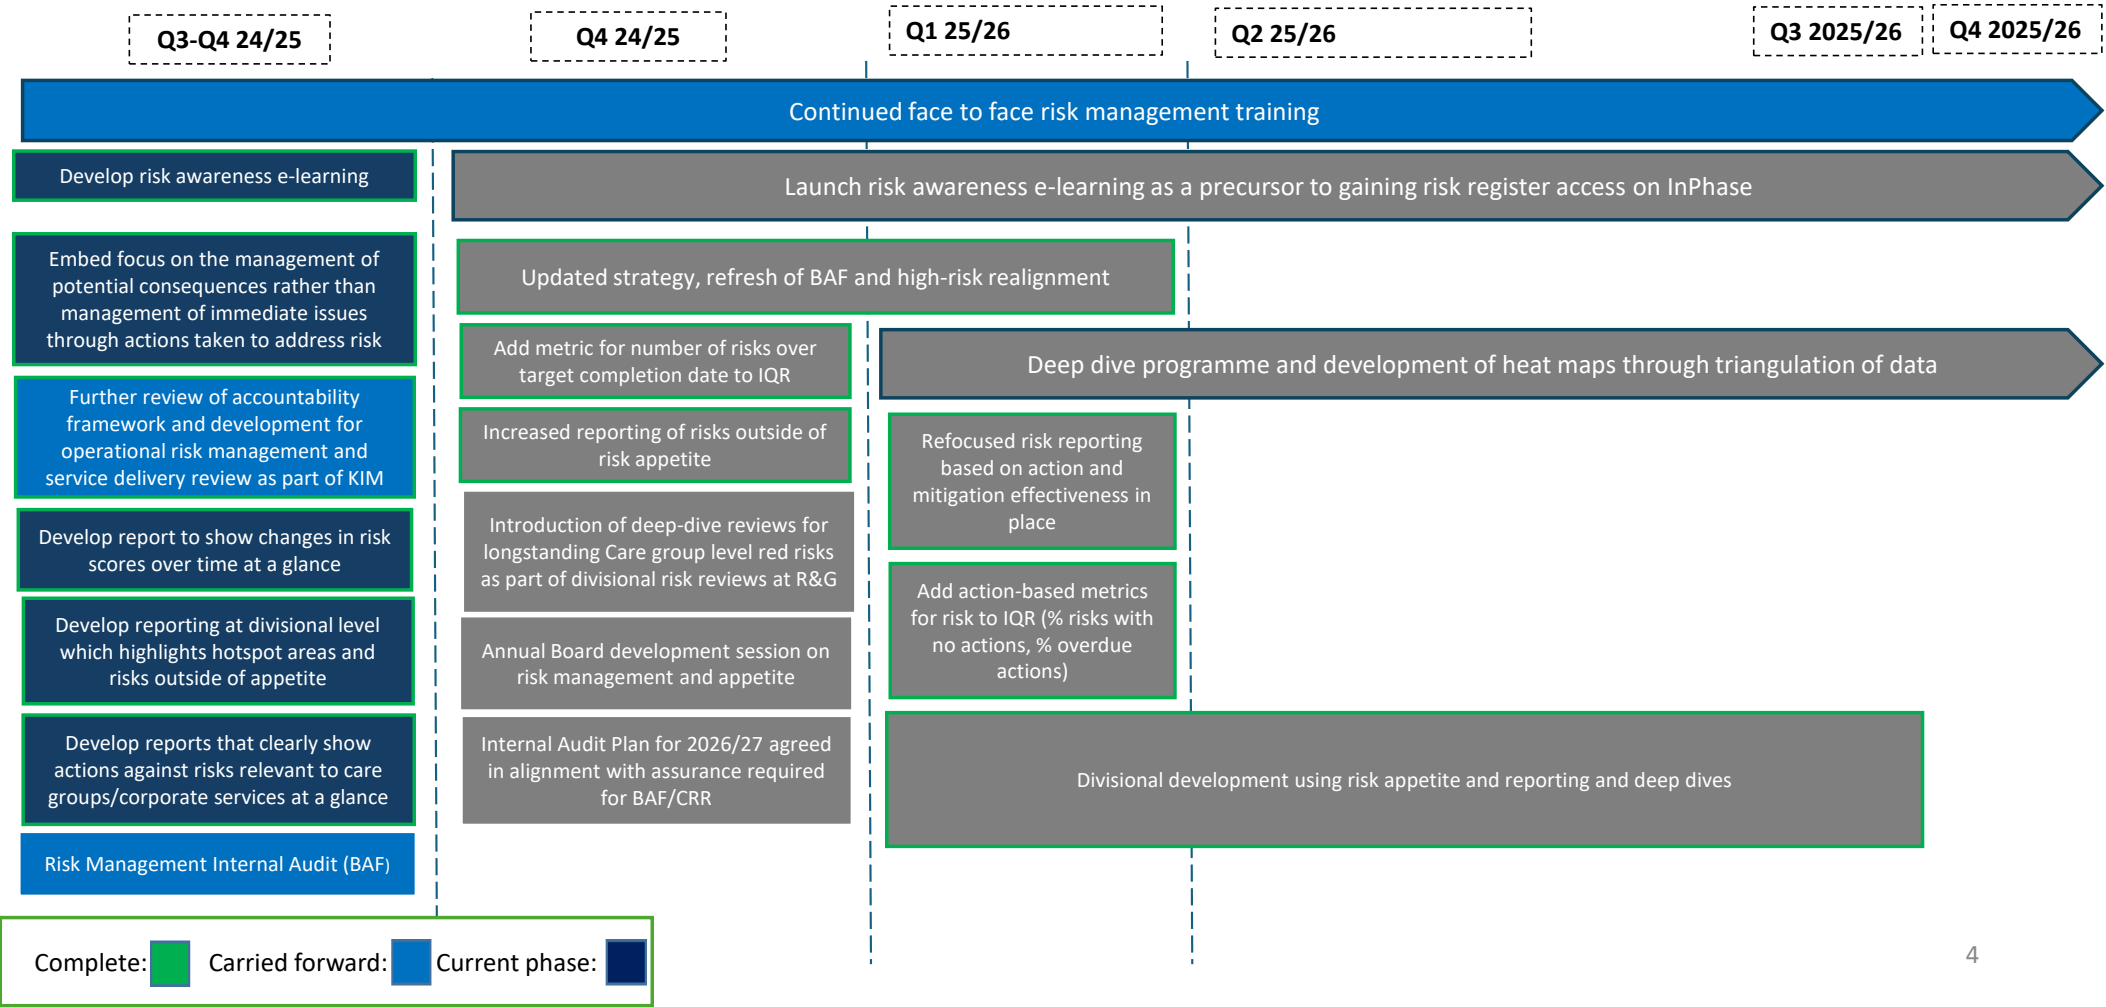 Q3-Q4 24/25
Q4 24/25
Q1 25/26
Q2 25/26
Q3 2025/26
Q4 2025/26
Continued face to face risk management training
Develop risk awareness e-learning
Launch risk awareness e-learning as a precursor to gaining risk register access on InPhase
Embed focus on the management of
potential consequences rather than
management of immediate issues
through actions taken to address risk
Further review of accountability
framework and development for
operational risk management and
service delivery review as part of KIM
Develop report to show changes in risk
scores over time at a glance
Develop reporting at divisional level
which highlights hotspot areas and
risks outside of appetite
Develop reports that clearly show
actions against risks relevant to care
groups/corporate services at a glance
Risk Management Internal Audit (BAF)
Updated strategy, refresh of BAF and high-risk realignment
Add metric for number of risks over
target completion date to IQR
Increased reporting of risks outside of
risk appetite
Introduction of deep-dive reviews for
longstanding Care group level red risks
as part of divisional risk reviews at R&G
Annual Board development session on
risk management and appetite
Internal Audit Plan for 2026/27 agreed
in alignment with assurance required
for BAF/CRR
Deep dive programme and development of heat maps through triangulation of data
Refocused risk reporting
based on action and
mitigation effectiveness in
place
Add action-based metrics
for risk to IQR (% risks with
no actions, % overdue
actions)
Divisional development using risk appetite and reporting and deep dives
Complete:
Carried forward:
Current phase:
4